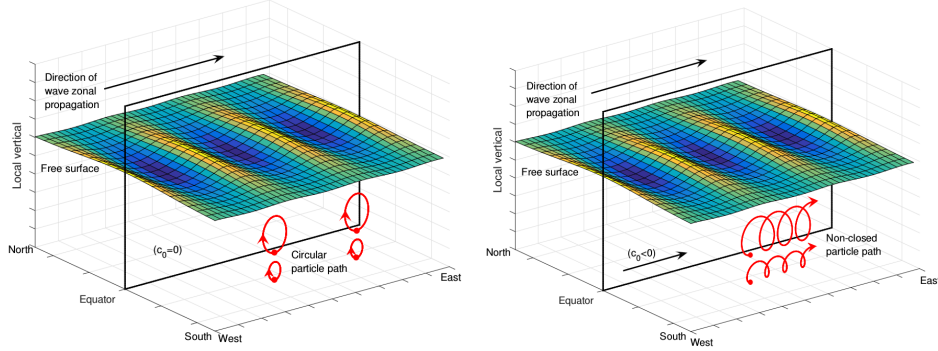 Direction of
wave zonal
propagation
Local vertical
Free surface
North
(c0=0)
Circular
particle path
East
Equator
South
West
Direction of
wave zonal
propagation
Local vertical
Free surface
North
(c0<0)
Non-closed
particle path
East
Equator
South
West